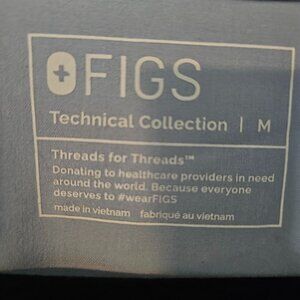 FIGS
Technical Collection | M
Threads for Threads™
Donating to healthcare providers in need
around the world. Because everyone
deserves to #wearFIGS
made in vietnam fabriqué au vietnam